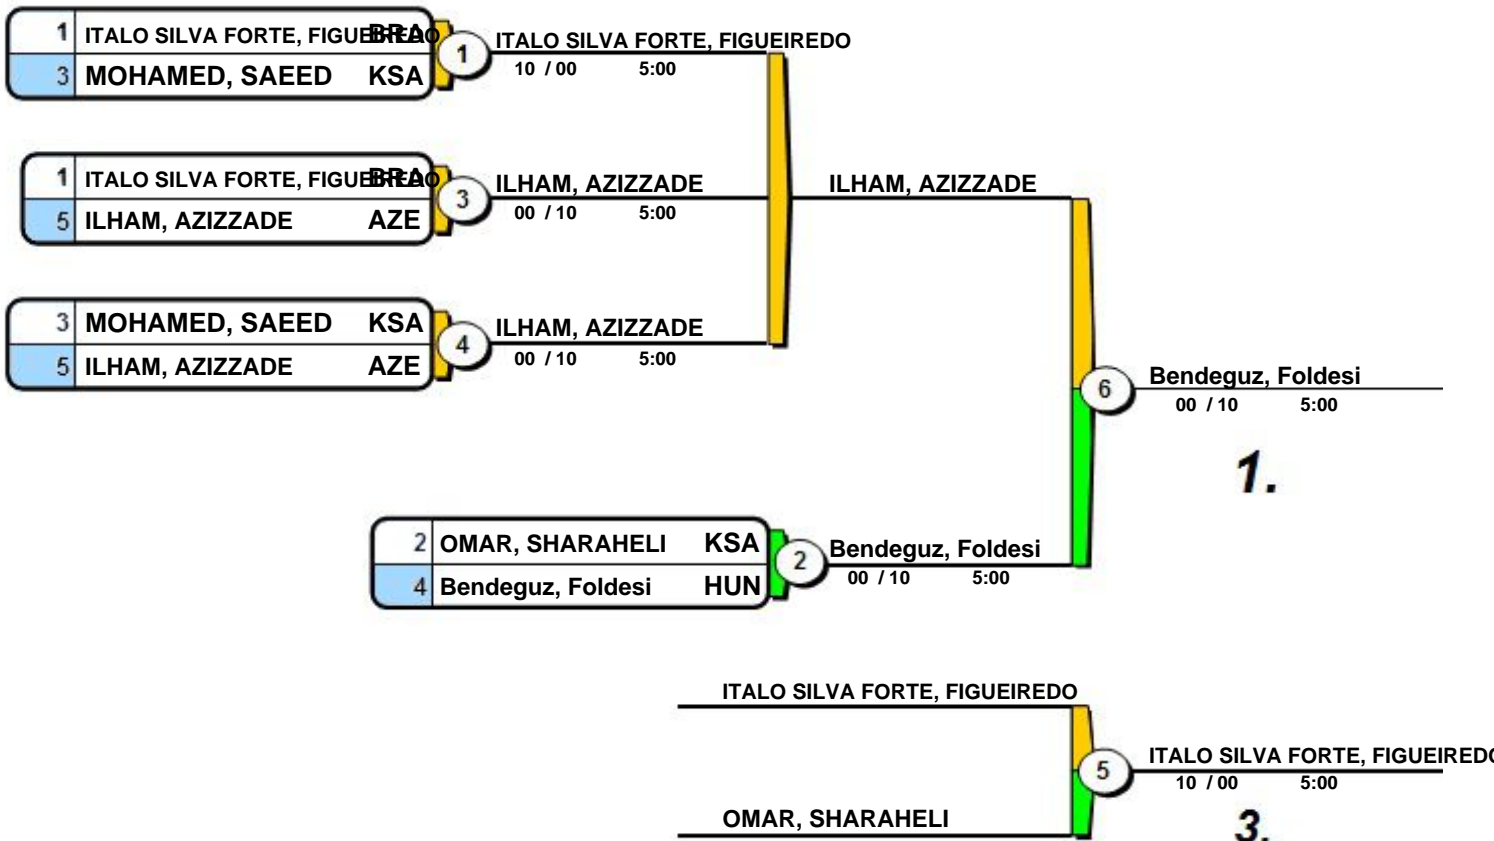 1 ITALO SILVA FORTE, FIGUEIREDO BRA
3 MOHAMED, SAEED KSA
1
ITALO SILVA FORTE, FIGUEIREDO
10 / 00 5:00
1 ITALO SILVA FORTE, FIGUEIREDO BRA
5 ILHAM, AZIZZADE AZE
3
ILHAM, AZIZZADE
00 / 10 5:00
ILHAM, AZIZZADE
3 MOHAMED, SAEED KSA
5 ILHAM, AZIZZADE AZE
4
ILHAM, AZIZZADE
00 / 10 5:00
6
Bendeguz, Foldesi
00 / 10 5:00
1.
2 OMAR, SHARAHELI KSA
4 Bendeguz, Foldesi HUN
2
Bendeguz, Foldesi
00 / 10 5:00
ITALO SILVA FORTE, FIGUEIREDO
OMAR, SHARAHELI
5
ITALO SILVA FORTE, FIGUEIREDO
10 / 00 5:00
3.